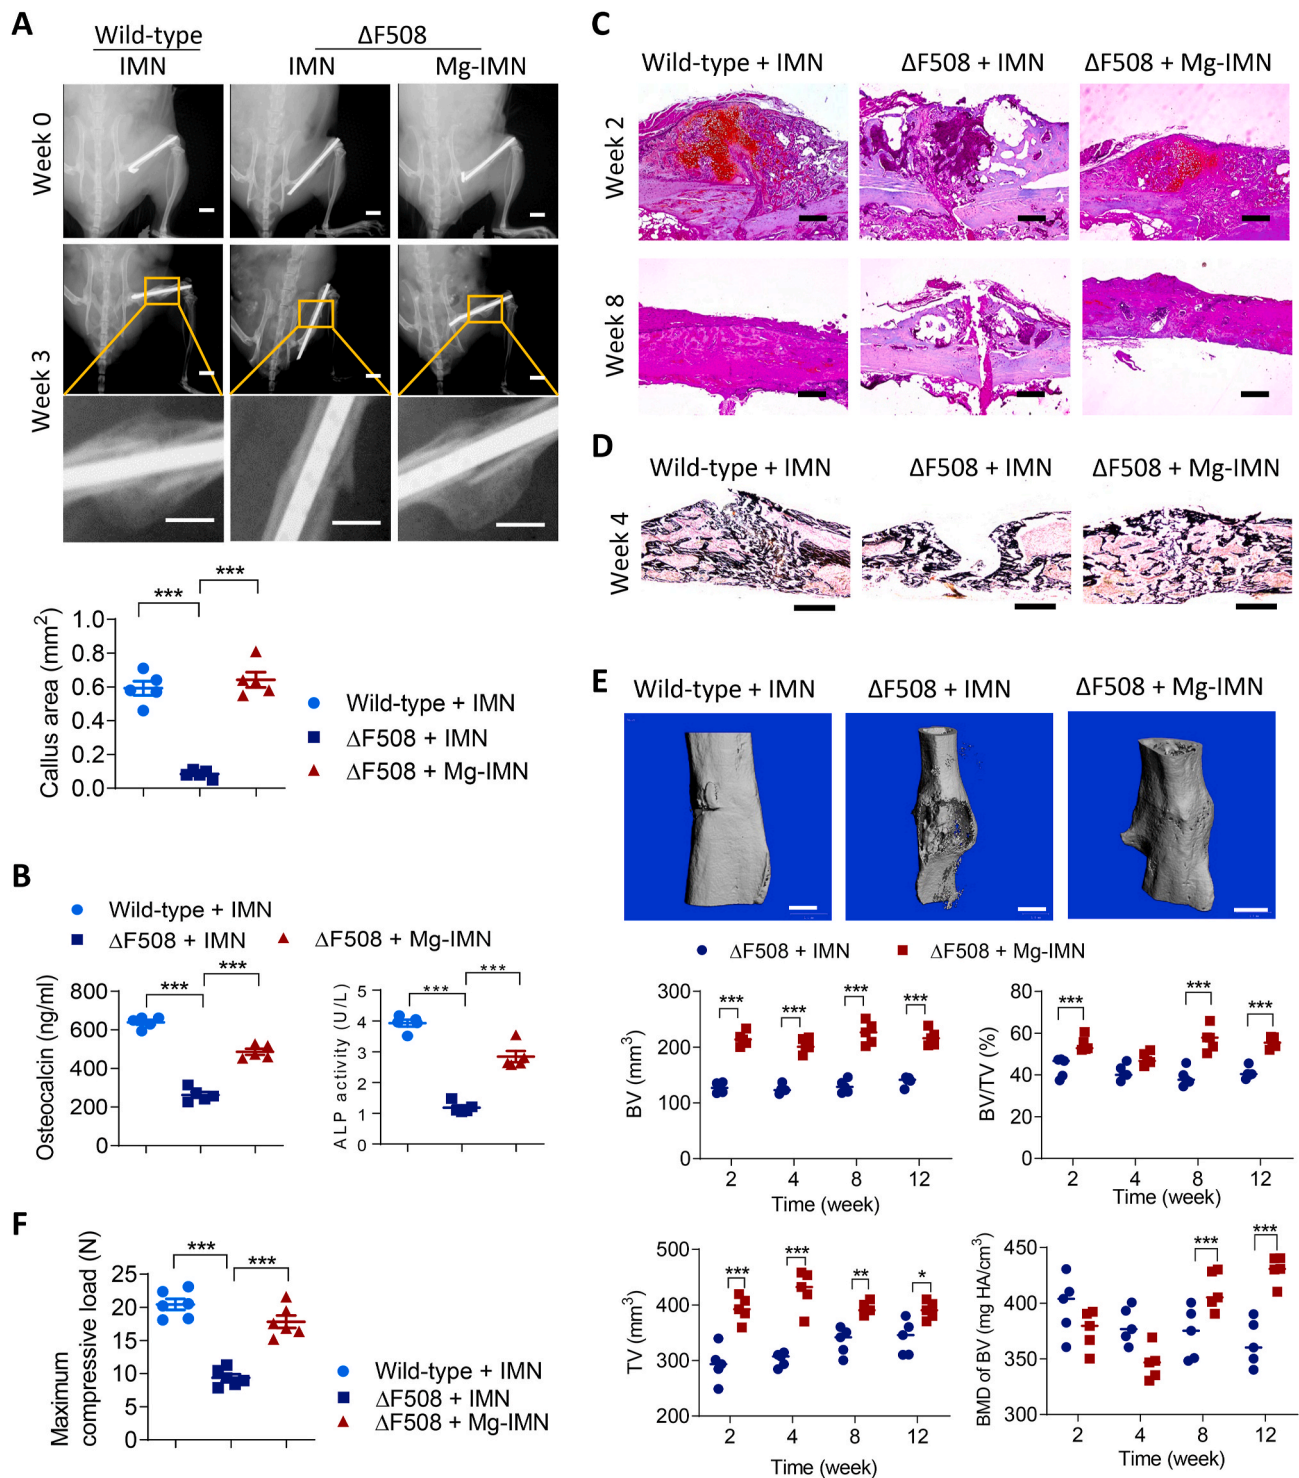 A
Wild-type
ΔF508
IMN
IMN
Mg-IMN
Week 0
Week 3
***
***
Callus area (mm²)
1.0
0.8
0.6
0.4
0.2
0.0
Wild-type + IMN
ΔF508 + IMN
ΔF508 + Mg-IMN
B
Wild-type + IMN
ΔF508 + IMN
ΔF508 + Mg-IMN
***
***
Osteocalcin (ng/ml)
800
600
400
200
0
***
***
ALP activity (U/L)
5
4
3
2
1
0
F
***
***
Maximum
compressive load (N)
25
20
15
10
5
0
Wild-type + IMN
ΔF508 + IMN
ΔF508 + Mg-IMN
C
Wild-type + IMN
ΔF508 + IMN
ΔF508 + Mg-IMN
Week 2
Week 8
D
Wild-type + IMN
ΔF508 + IMN
ΔF508 + Mg-IMN
Week 4
E
Wild-type + IMN
ΔF508 + IMN
ΔF508 + Mg-IMN
ΔF508 + IMN
ΔF508 + Mg-IMN
BV (mm³)
300
200
100
0
***
***
***
***
2 4 8 12
Time (week)
BV/TV (%)
80
60
40
20
0
***
***
***
2 4 8 12
Time (week)
TV (mm³)
500
400
300
200
***
***
**
*
2 4 8 12
Time (week)
BMD of BV (mg HA/cm³)
450
400
350
300
***
***
2 4 8 12
Time (week)